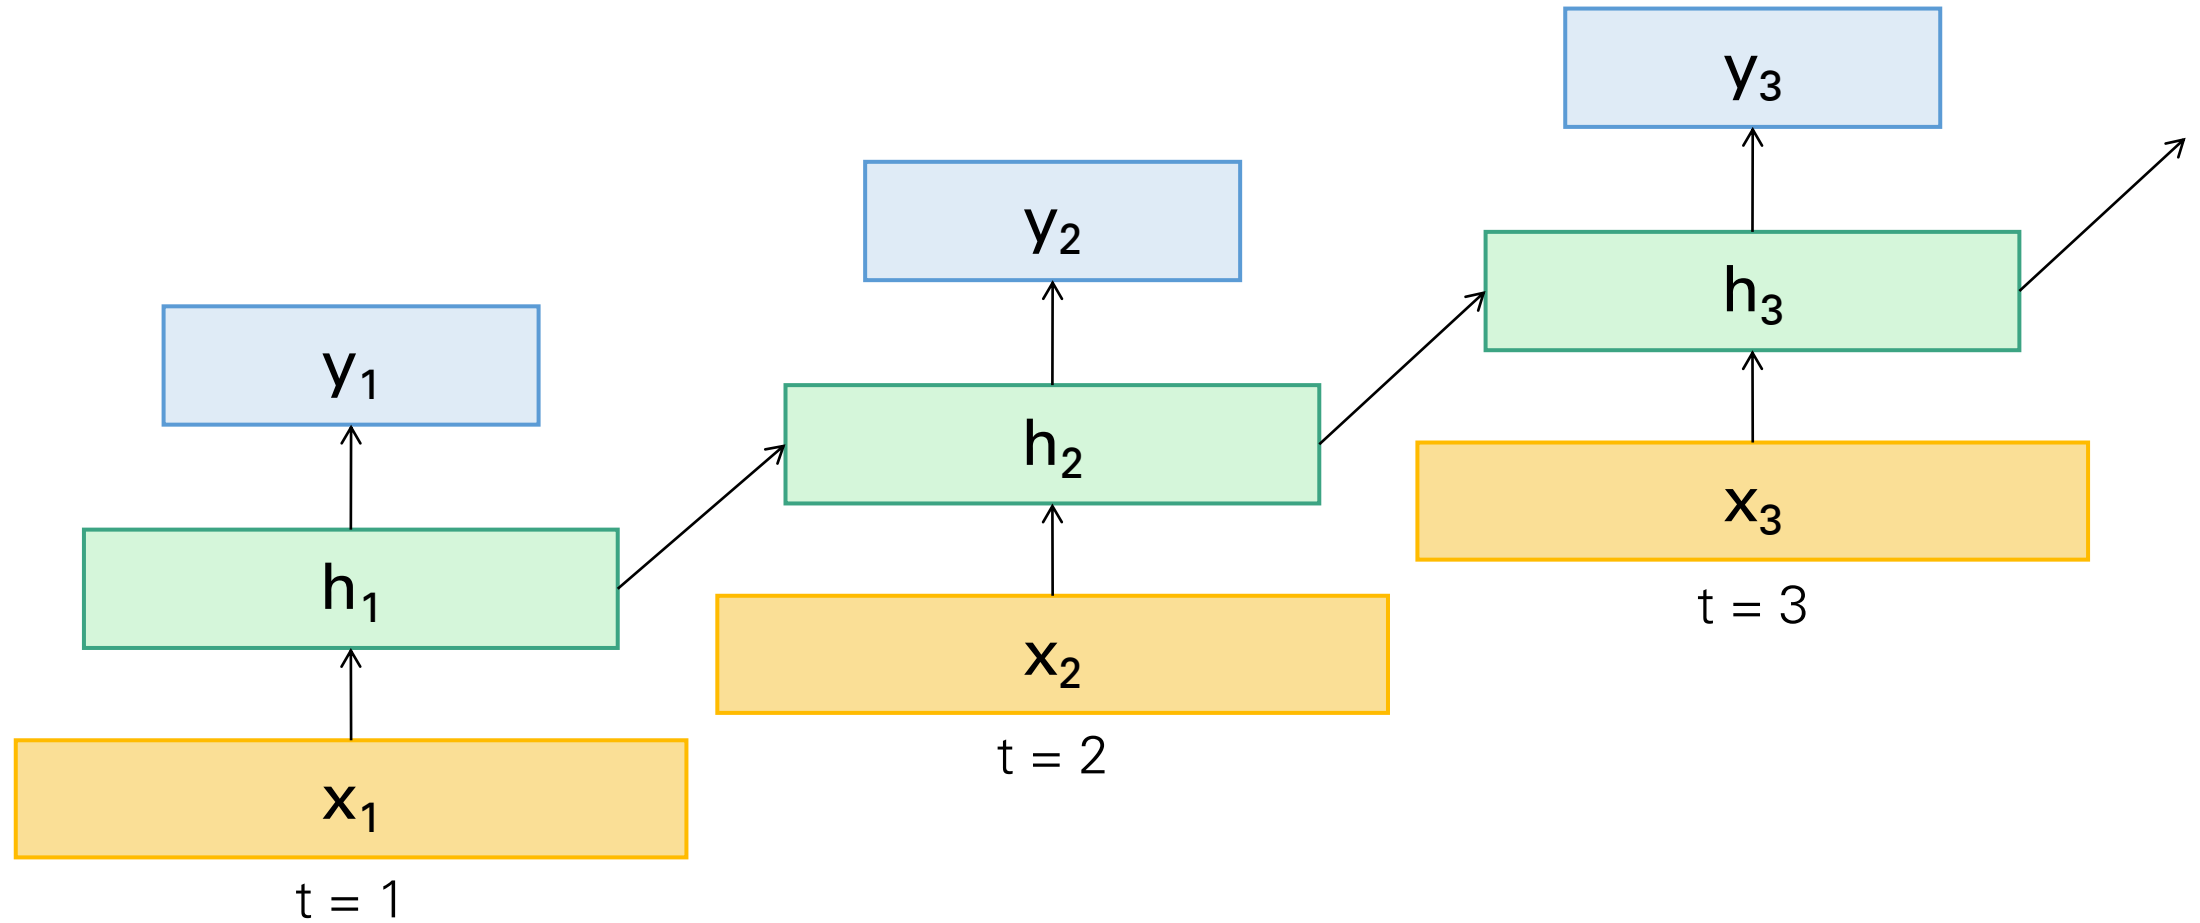 y₁
h₁
x₁
t = 1
y₂
h₂
x₂
t = 2
y₃
h₃
x₃
t = 3